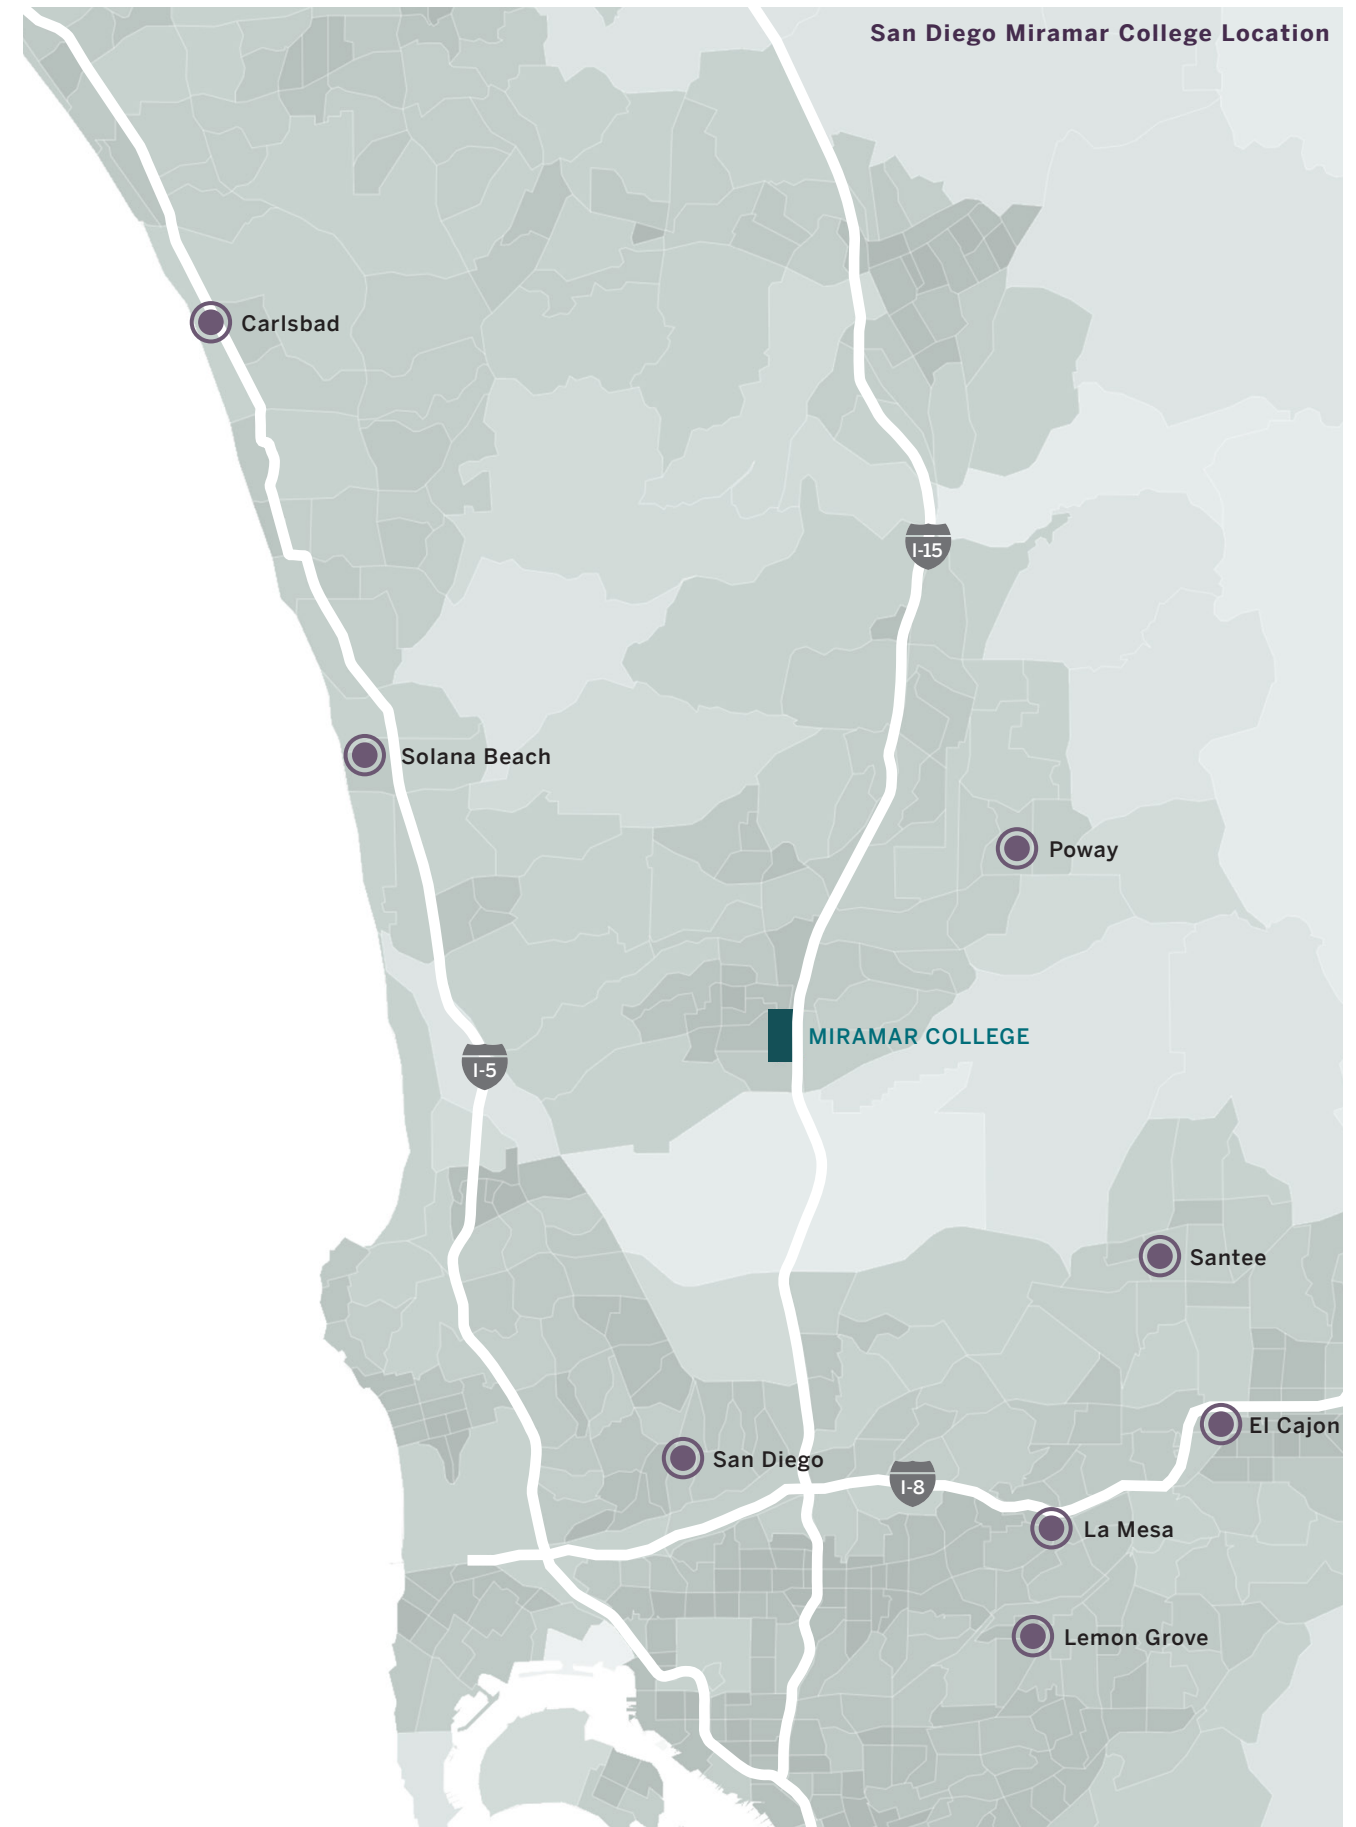 San Diego Miramar College Location
Carlsbad
I-15
Solana Beach
Poway
MIRAMAR COLLEGE
I-5
Santee
El Cajon
San Diego
I-8
La Mesa
Lemon Grove